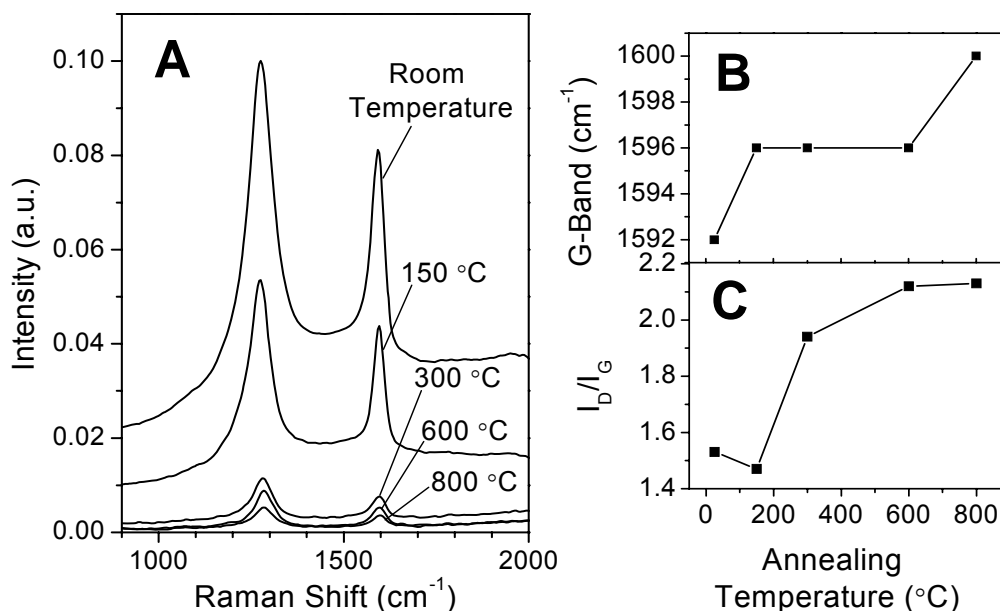 A
Room
Temperature
150 °C
300 °C
600 °C
800 °C
0.10
0.08
0.06
0.04
0.02
0.00
Intensity (a.u.)
1000
1500
2000
Raman Shift (cm⁻¹)
B
1600
1598
1596
1594
1592
G-Band (cm⁻¹)
C
2.2
2.0
1.8
1.6
1.4
I_D/I_G
0 200 400 600 800
Annealing
Temperature (°C)